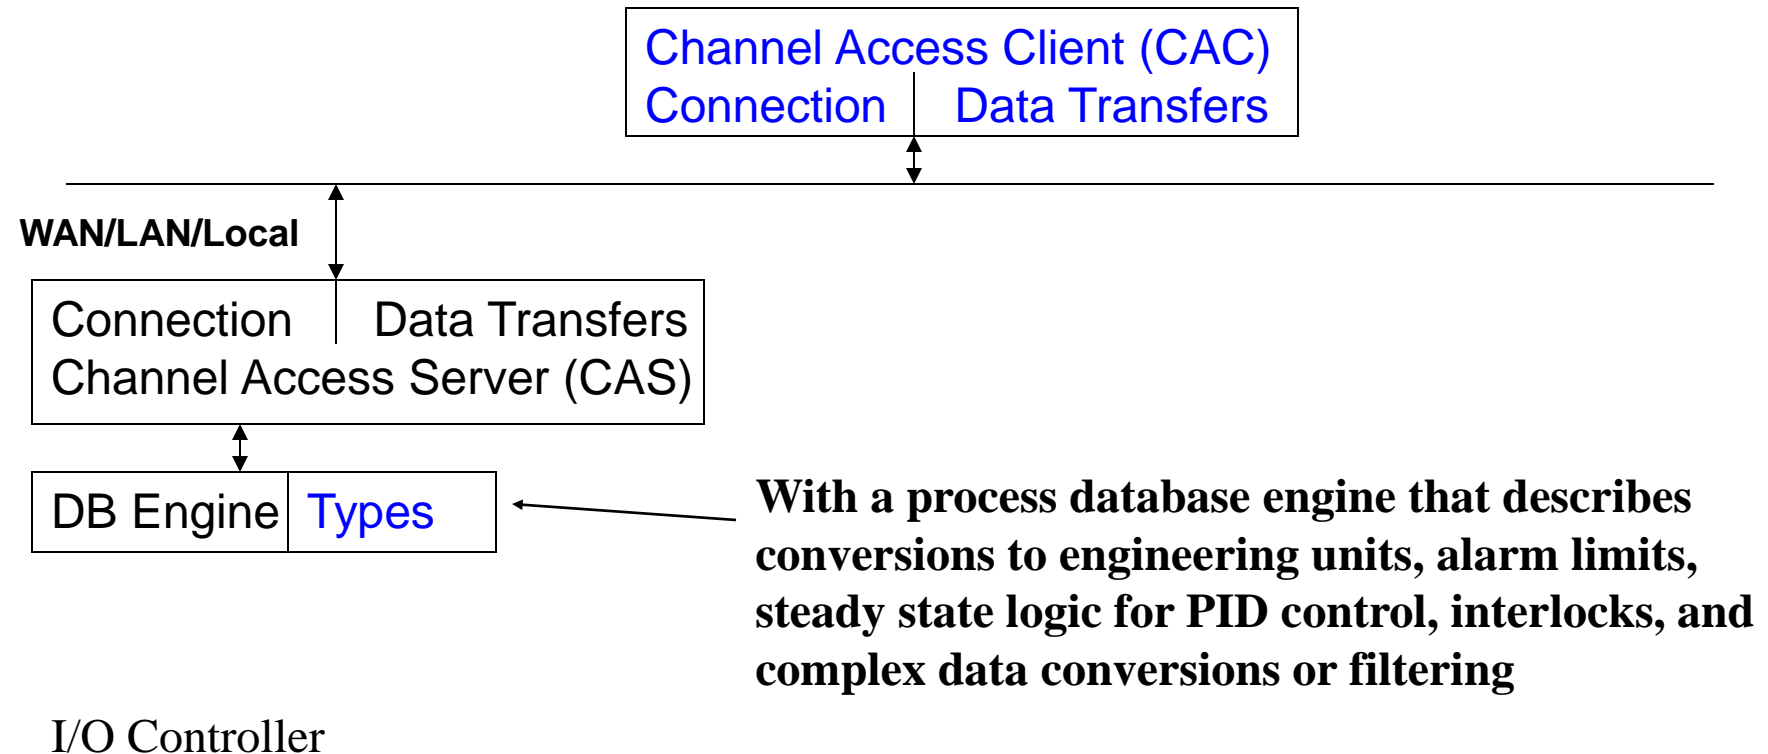 Channel Access Client (CAC)
Connection Data Transfers
WAN/LAN/Local
Connection Data Transfers
Channel Access Server (CAS)
DB Engine Types
With a process database engine that describes
conversions to engineering units, alarm limits,
steady state logic for PID control, interlocks, and
complex data conversions or filtering
I/O Controller